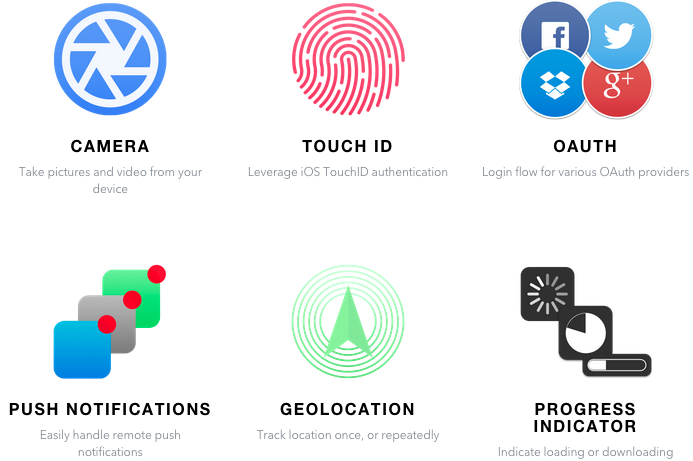 g+
CAMERA
TOUCH ID
OAUTH
Take pictures and video from your
device
Leverage iOS TouchID authentication
Login flow for various OAuth providers
PUSH NOTIFICATIONS
GEOLOCATION
PROGRESS
INDICATOR
Easily handle remote push
notifications
Track location once, or repeatedly
Indicate loading or downloading